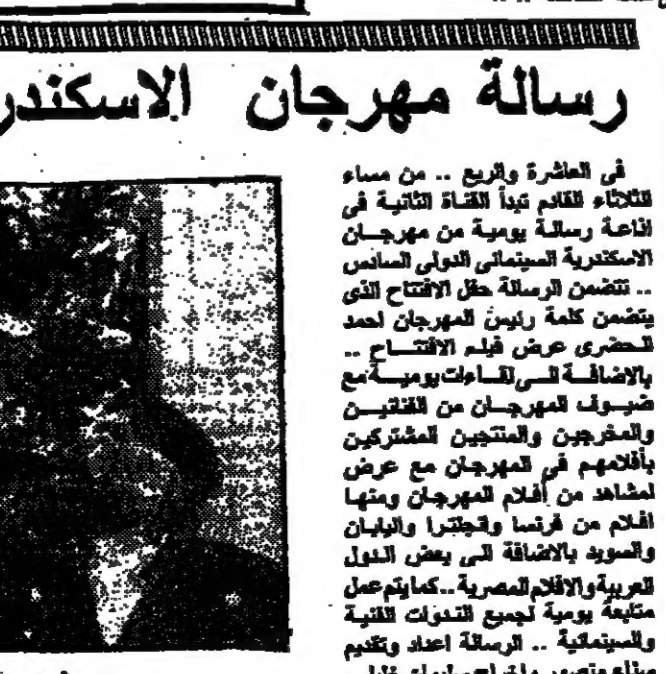 رسالة مهرجان الاسكندر
فى العاشرة والربع .. من مساء
الثلاثاء القادم تبدأ القناة الثانية فى
اذاعة رسالة يومية من مهرجان
الاسكندرية السينمائى الدولى السادس
.. تتضمن الرسالة حفل الافتتاح الذى
يتضمن كلمة رئيس المهرجان احمد
الحضرى عرض فيلم الافتتاح ..
بالاضافة الى لقاءات يومية مع
ضيوف المهرجان من الفنانين
والمخرجين والمنتجين المشتركين
بأفلامهم في المهرجان مع عرض
لمشاهد من أفلام المهرجان ومنها
افلام من فرنسا وانجلترا واليابان
والسويد بالاضافة الى بعض الدول
العربية والافلام المصرية .. كما يتم عمل
متابعة يومية لجميع الندوات الفنية
والسينمائية .. الرسالة اعداد وتقديم